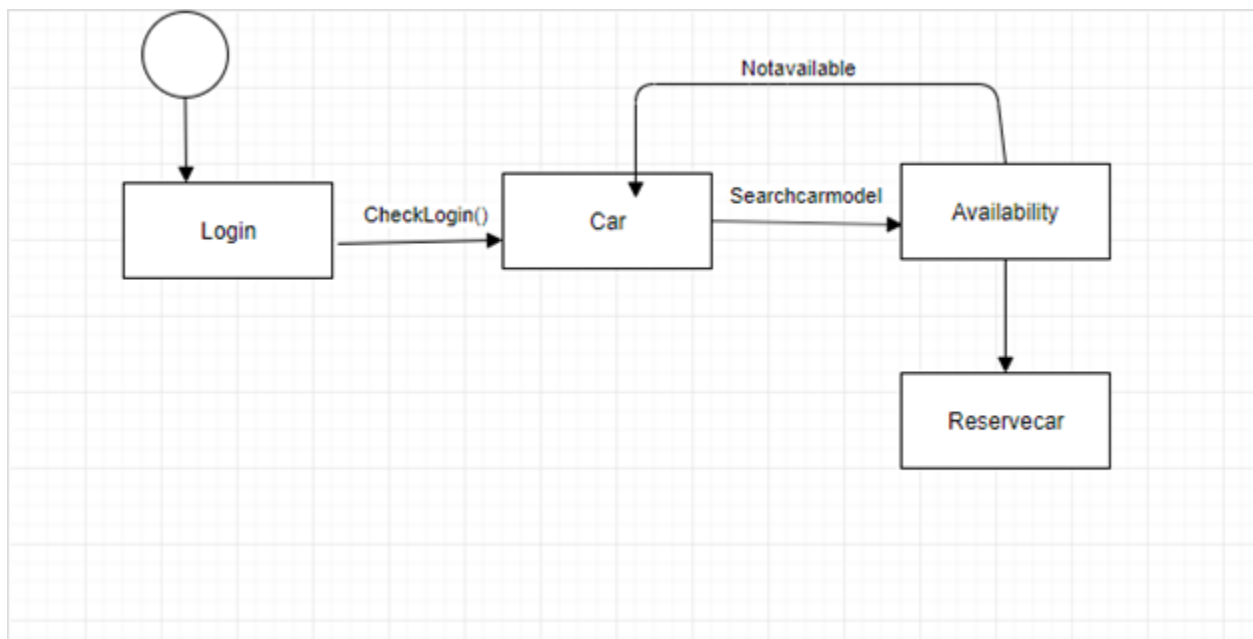 Notavailable
Login
CheckLogin()
Car
Searchcarmodel
Availability
Reservecar